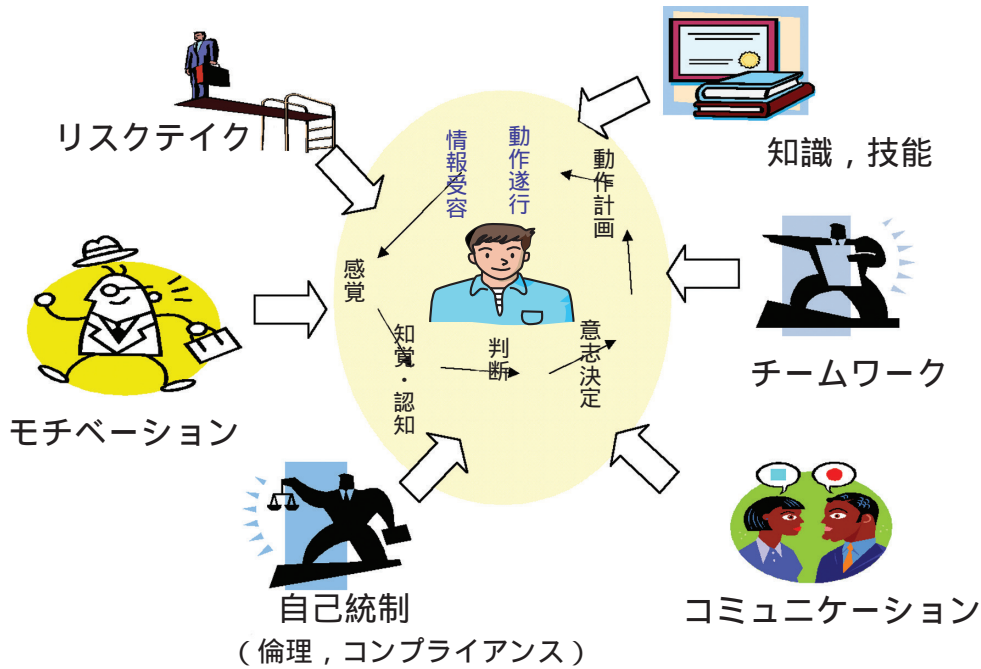 リスクテイク
知識，技能
情報受容
動作遂行
動作計画
感覚
知覚・認知
判断
意志決定
モチベーション
チームワーク
自己統制
（倫理，コンプライアンス）
コミュニケーション